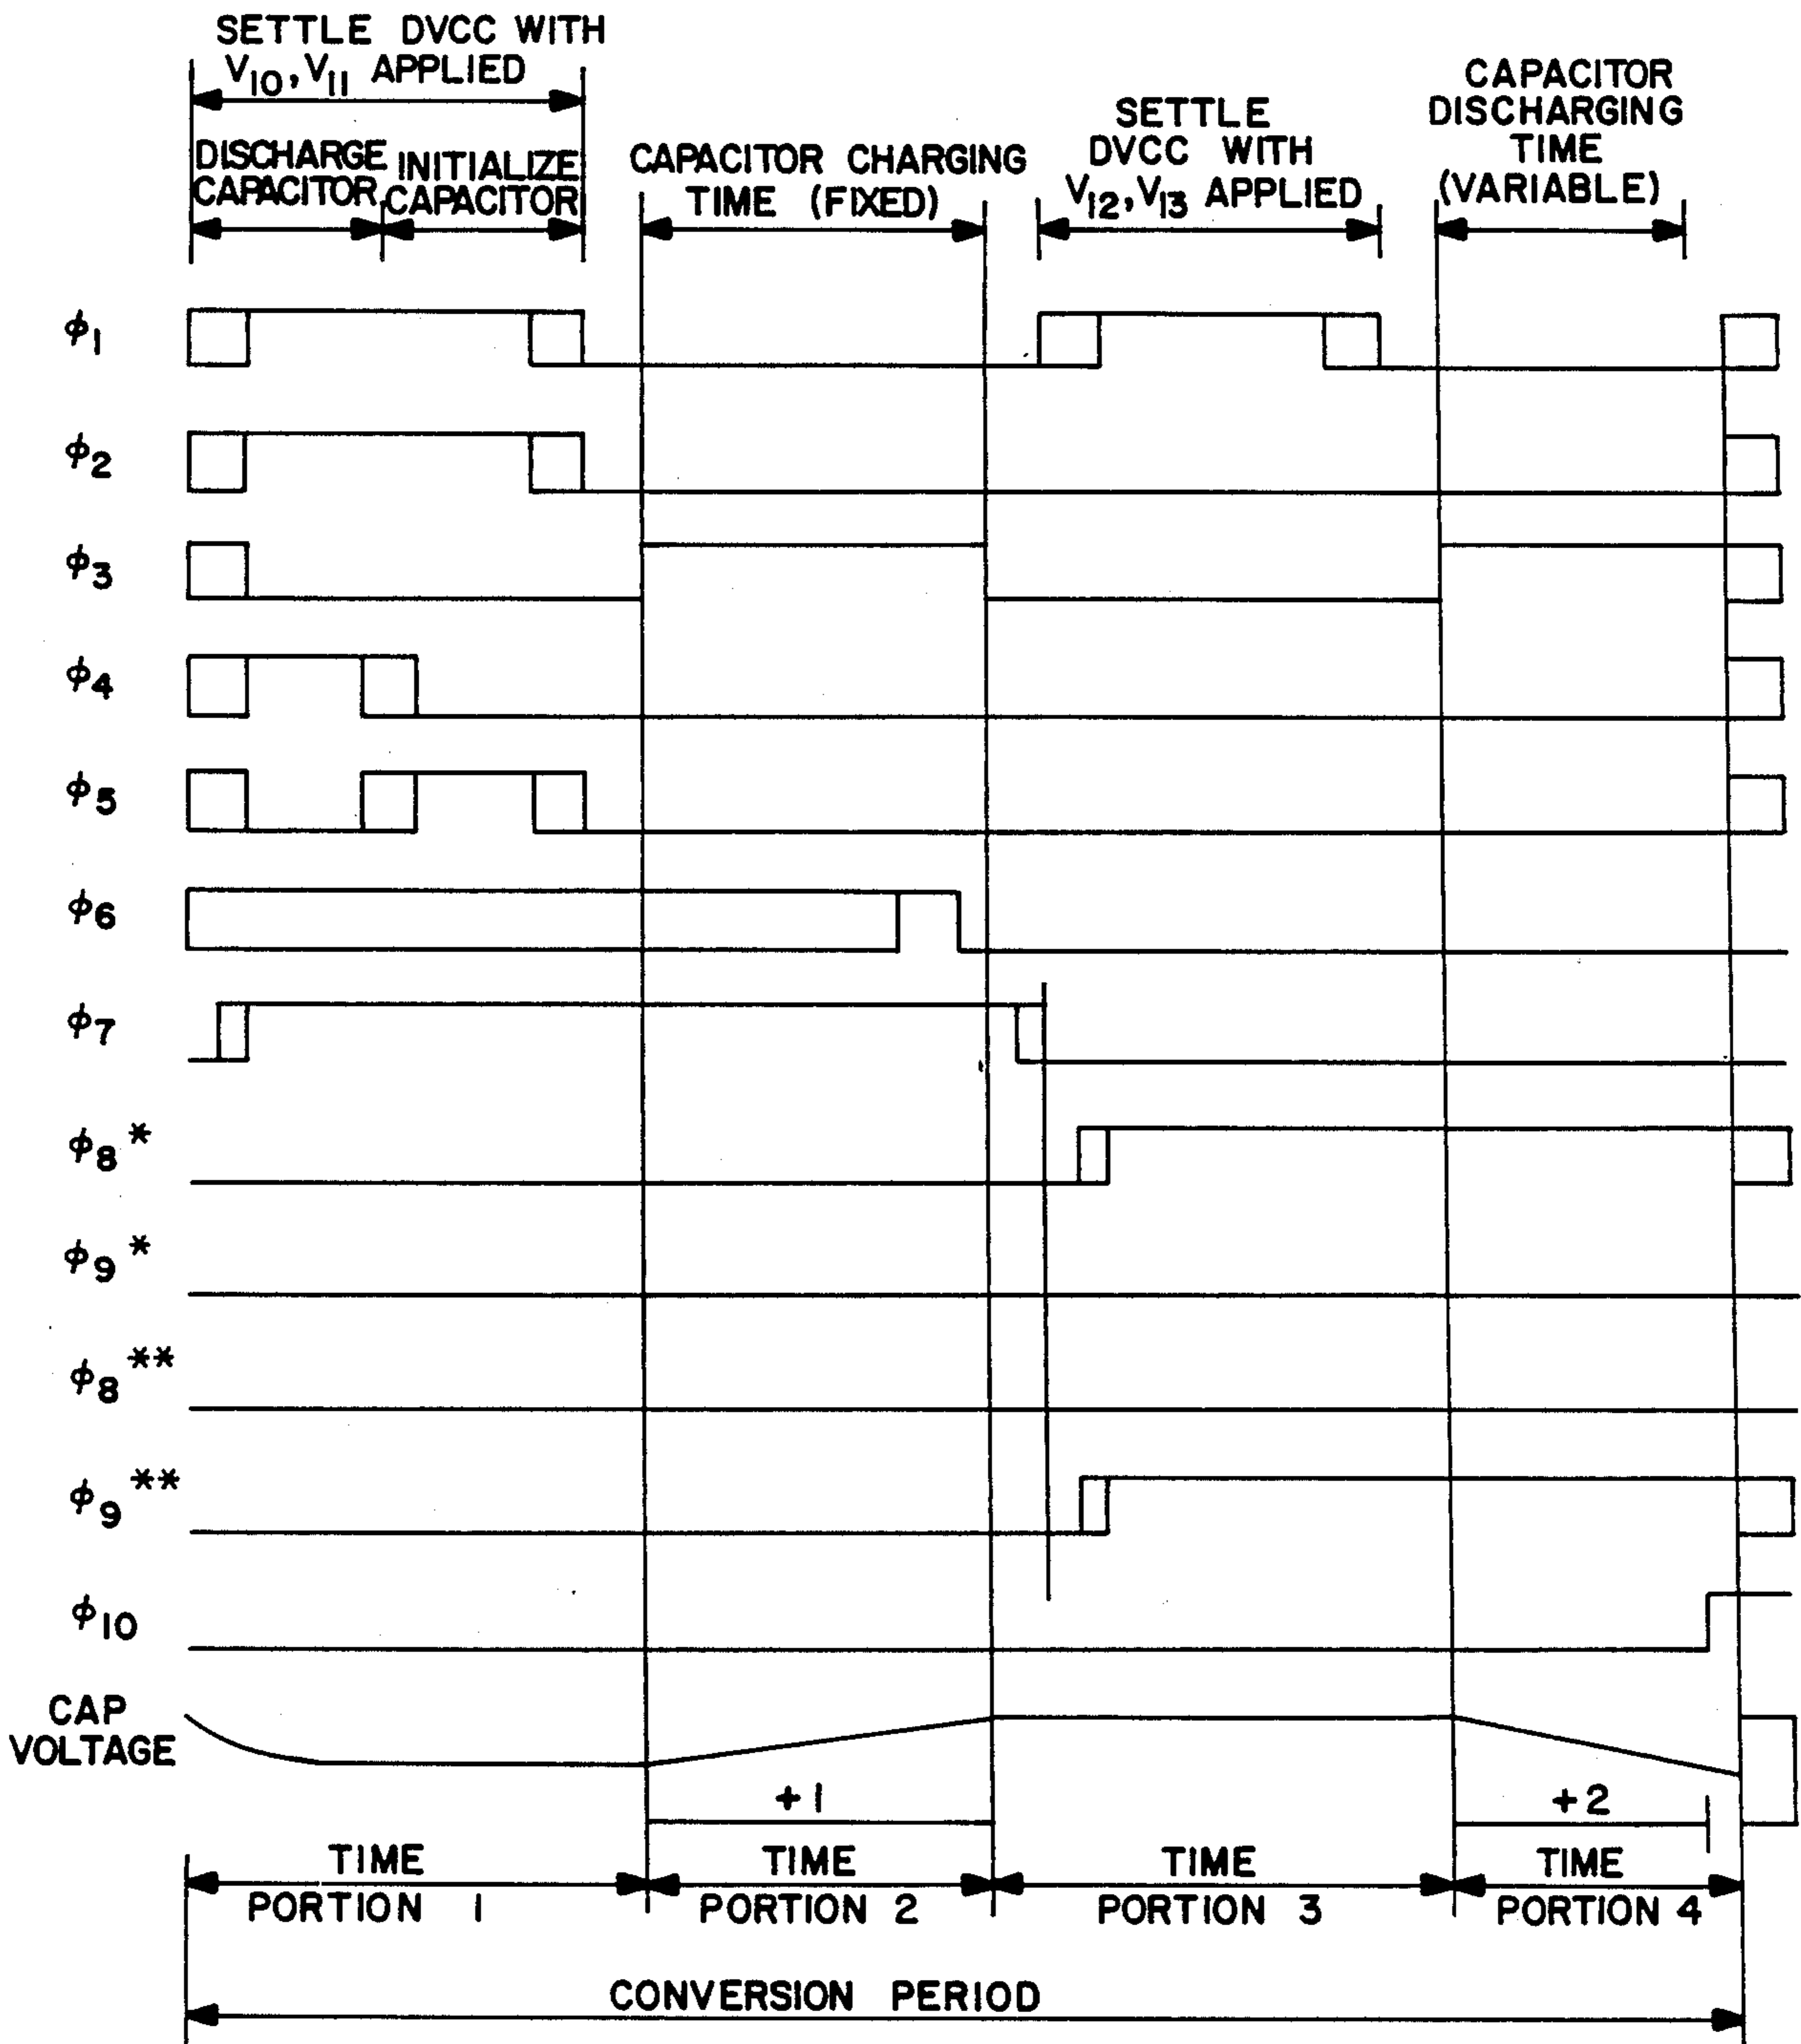 SETTLE DVCC WITH
V10, V11 APPLIED
DISCHARGE
CAPACITOR
INITIALIZE
CAPACITOR
CAPACITOR CHARGING
TIME (FIXED)
SETTLE
DVCC WITH
V12, V13 APPLIED
CAPACITOR
DISCHARGING
TIME
(VARIABLE)
ϕ1
ϕ2
ϕ3
ϕ4
ϕ5
ϕ6
ϕ7
ϕ8*
ϕ9*
ϕ8**
ϕ9**
ϕ10
CAP
VOLTAGE
+1
+2
TIME
PORTION 1
TIME
PORTION 2
TIME
PORTION 3
TIME
PORTION 4
CONVERSION PERIOD